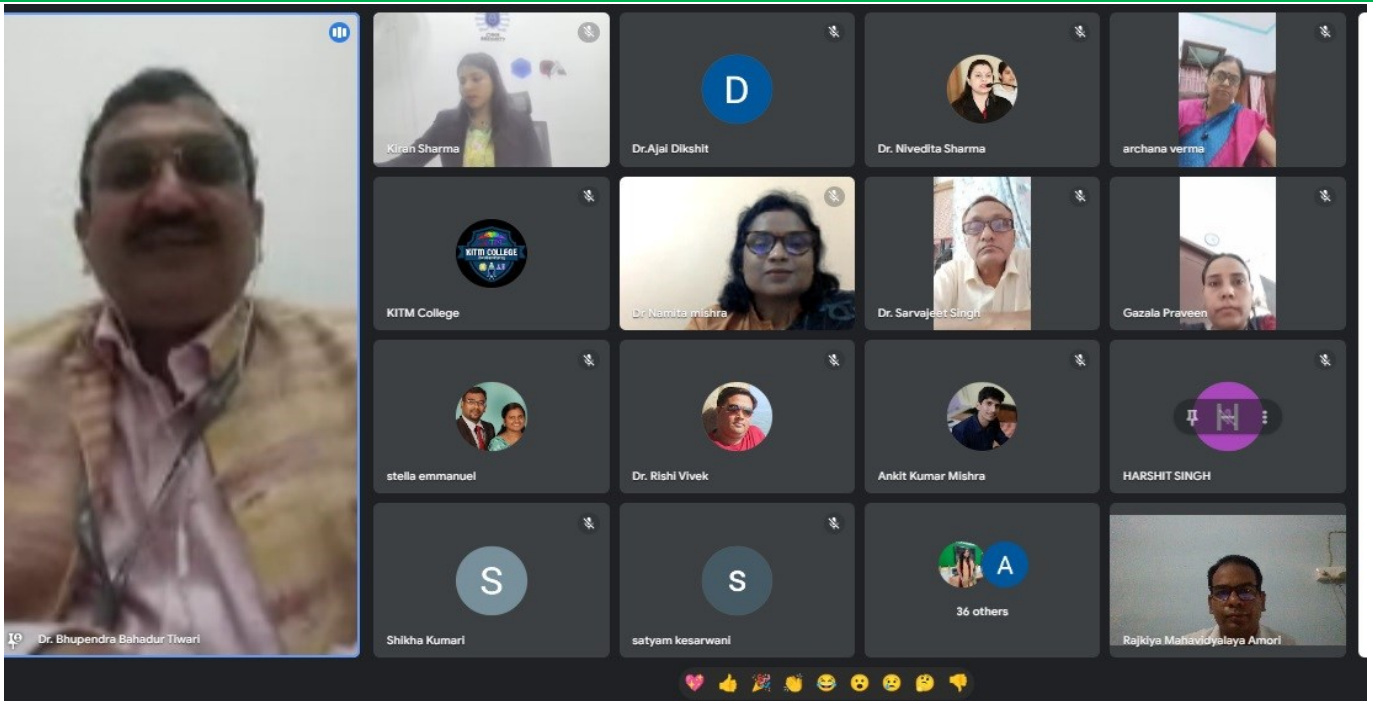 Dr. Bhupendra Bahadur Tiwari
Kiran Sharma
D
Dr.Ajai Dikshit
Dr. Nivedita Sharma
archana verma
KITM COLLEGE
KITM College
Dr Namita mishra
Dr. Sarvajeet Singh
Gazala Praveen
stella emmanuel
Dr. Rishi Vivek
Ankit Kumar Mishra
H
HARSHIT SINGH
S
Shikha Kumari
s
satyam kesarwani
A
36 others
Rajkiya Mahavidyalaya Amori